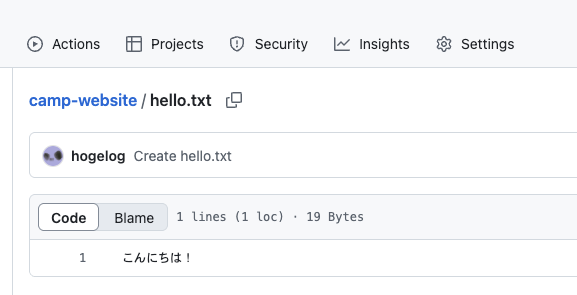 Actions Projects Security Insights Settings
camp-website / hello.txt
hogelog Create hello.txt
Code Blame 1 lines (1 loc) · 19 Bytes
1 こんにちは！